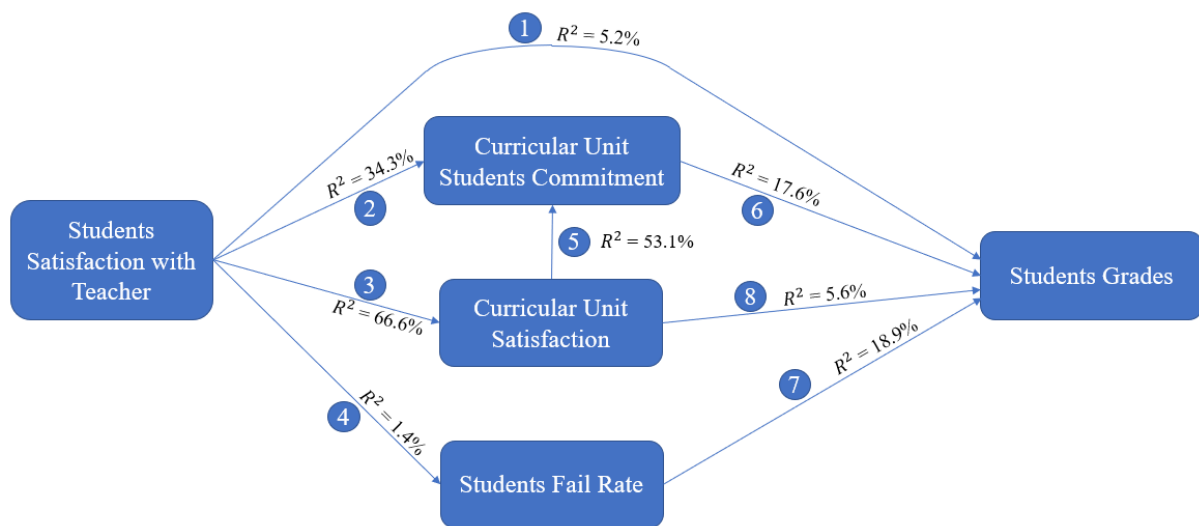 1
R² = 5.2%
Curricular Unit
Students Commitment
R² = 34.3%
2
R² = 17.6%
6
Students
Satisfaction with
Teacher
5
R² = 53.1%
Students Grades
3
R² = 66.6%
Curricular Unit
Satisfaction
8
R² = 5.6%
4
R² = 1.4%
7
R² = 18.9%
Students Fail Rate